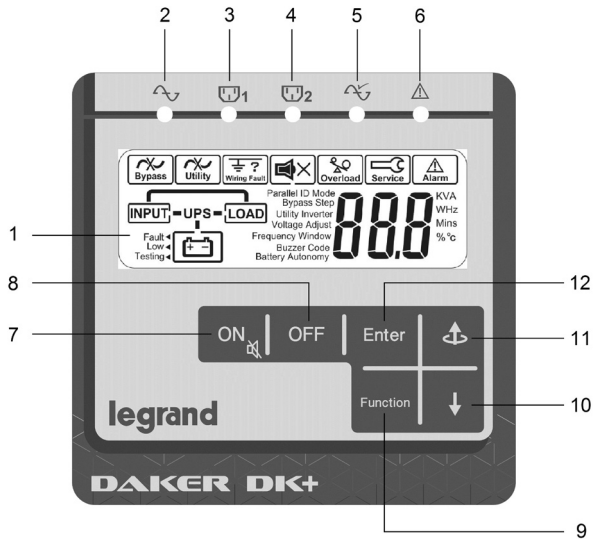 2 3 4 5 6
1 2
Bypass Utility Wiring Fault Overload Service Alarm
?
Parallel ID Mode
Bypass Step
Utility Inverter
Voltage Adjust
Frequency Window
Buzzer Code
Battery Autonomy
INPUT UPS LOAD
Fault
Low
Testing
+ -
88.8
KVA
WHz
Mins
%°C
1
8
7
12
11
10
9
ON OFF Enter
Function
legrand
DAKER DK+